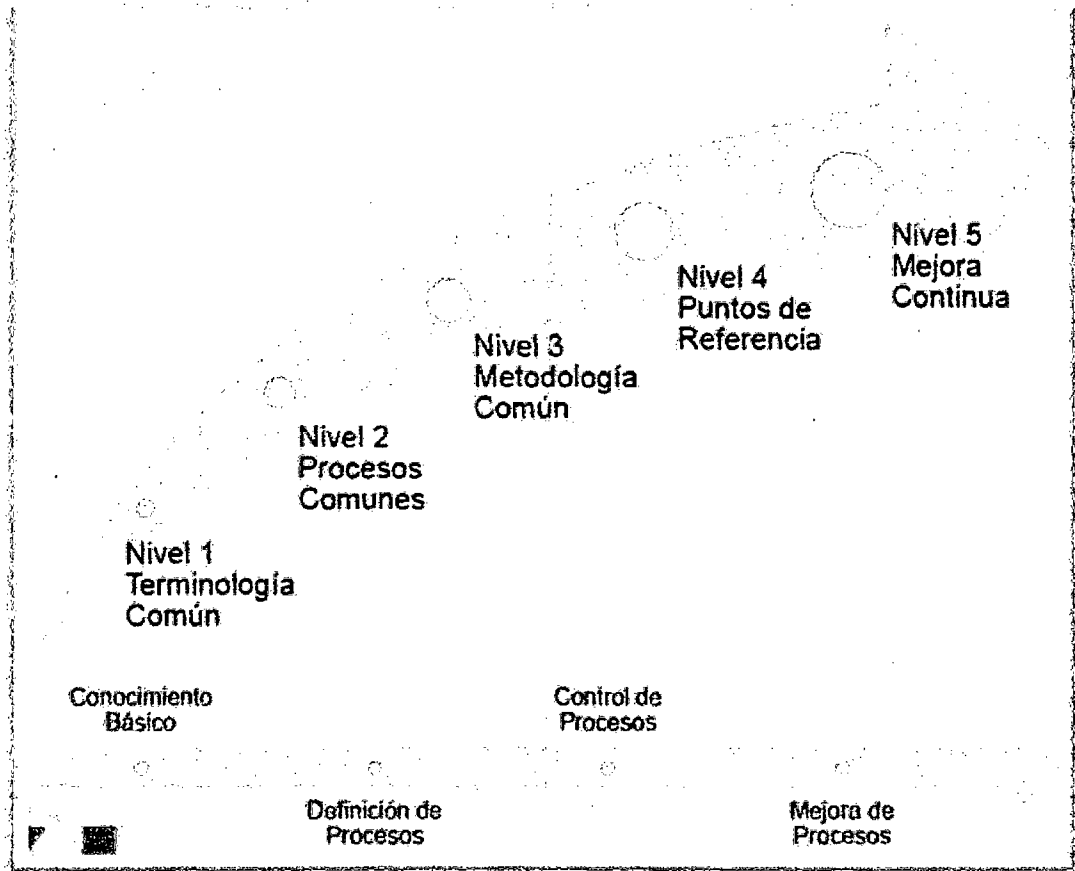 Nivel 5
Mejora
Continua
Nivel 4
Puntos de
Referencia
Nivel 3
Metodología
Común
Nivel 2
Procesos
Comunes
Nivel 1
Terminología
Común
Conocimiento
Básico
Control de
Procesos
Definición de
Procesos
Mejora de
Procesos